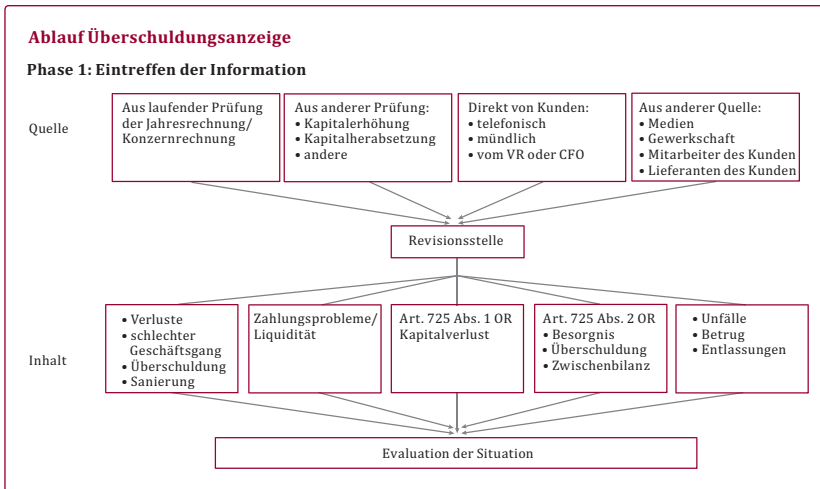 Ablauf Überschuldungsanzeige
Phase 1: Eintreffen der Information
Quelle
Aus laufender Prüfung
der Jahresrechnung/
Konzernrechnung
Aus anderer Prüfung:
• Kapitalerhöhung
• Kapitalherabsetzung
• andere
Direkt von Kunden:
• telefonisch
• mündlich
• vom VR oder CFO
Aus anderer Quelle:
• Medien
• Gewerkschaft
• Mitarbeiter des Kunden
• Lieferanten des Kunden
Revisionsstelle
Inhalt
• Verluste
• schlechter
Geschäftsgang
• Überschuldung
• Sanierung
Zahlungsprobleme/
Liquidität
Art. 725 Abs. 1 OR
Kapitalverlust
Art. 725 Abs. 2 OR
• Besorgnis
• Überschuldung
• Zwischenbilanz
• Unfälle
• Betrug
• Entlassungen
Evaluation der Situation